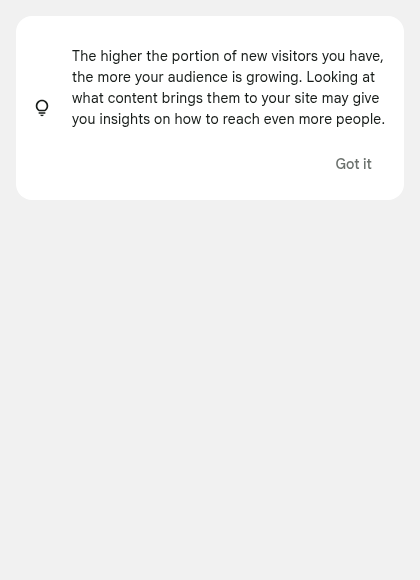 The higher the portion of new visitors you have,
the more your audience is growing. Looking at
what content brings them to your site may give
you insights on how to reach even more people.
Got it